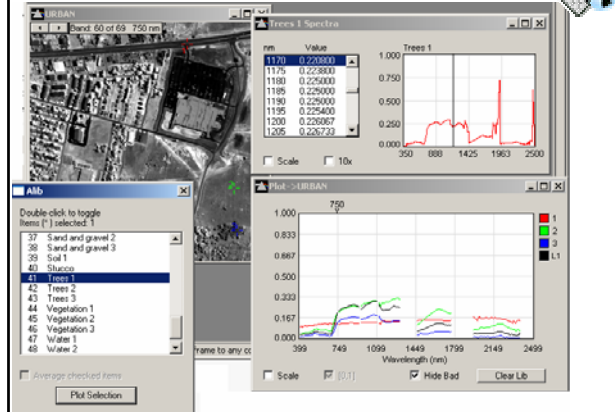 URBAN
Band: 60 of 69 750 nm
Trees 1 Spectra
nm Value
1170 0.220800
1175 0.223800
1180 0.225000
1185 0.225000
1190 0.225000
1195 0.225400
1200 0.226067
1205 0.226733
Scale
10x
Trees 1
1.000
0.750
0.500
0.250
0.000
350 888 1425 1963 2500
Alib
Double-click to toggle
Items (*) selected: 1
37 Sand and gravel 2
38 Sand and gravel 3
39 Soil 1
40 Stucco
41 Trees 1
42 Trees 2
43 Trees 3
44 Vegetation 1
45 Vegetation 2
46 Vegetation 3
47 Water 1
48 Water 2
Average checked items
Plot Selection
frame to any co
Plot->URBAN
750
1.000
0.833
0.667
0.500
0.333
0.167
0.000
399 749 1099 1449 1799 2149 2499
Wavelength (nm)
1
2
3
L1
Scale
[0,1]
Hide Bad
Clear Lib